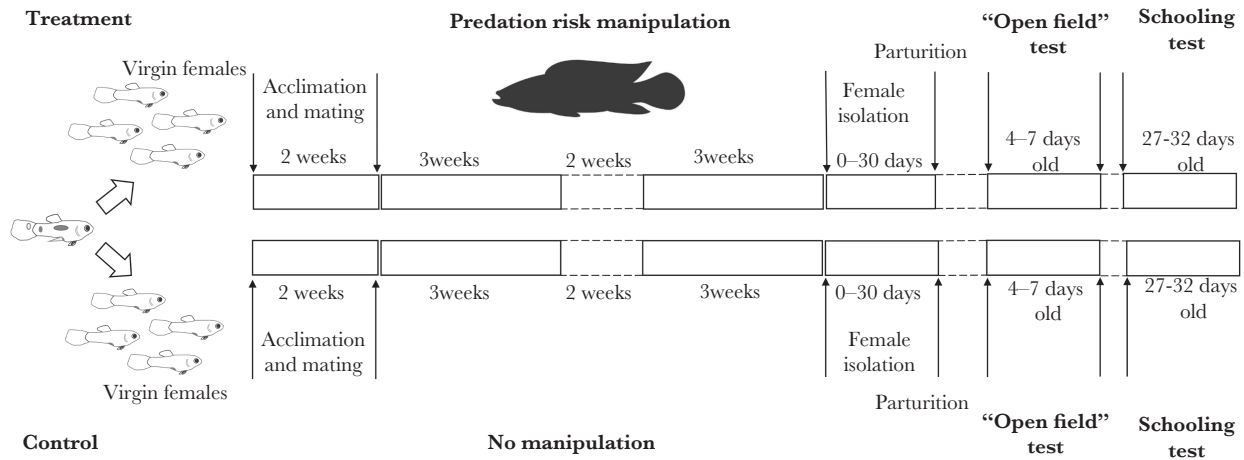 Treatment
Predation risk manipulation
“Open field”
test
Schooling
test
Virgin females
Acclimation
and mating
Parturition
Female
isolation
2 weeks
3weeks
2 weeks
3weeks
0–30 days
4–7 days
old
27-32 days
old
2 weeks
3weeks
2 weeks
3weeks
0–30 days
4–7 days
old
27-32 days
old
Acclimation
and mating
Female
isolation
Virgin females
Parturition
Control
No manipulation
“Open field”
test
Schooling
test